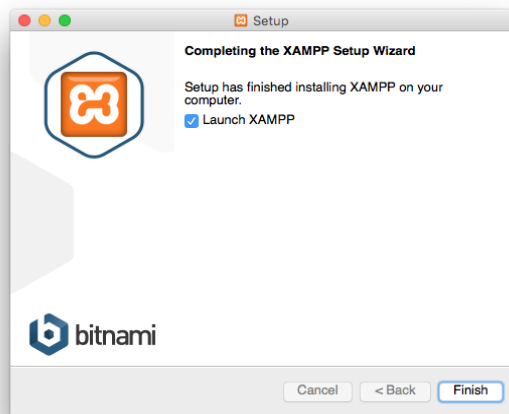 Setup
Completing the XAMPP Setup Wizard
Setup has finished installing XAMPP on your
computer.
Launch XAMPP
bitnami
Cancel
< Back
Finish